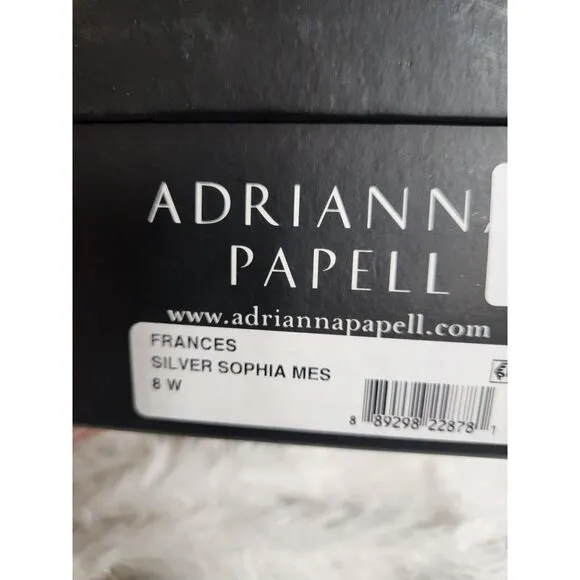 ADRIANNA
PAPELL
www.adriannapapell.com
FRANCES
SILVER SOPHIA MES
8 W
8 89298 22878 1